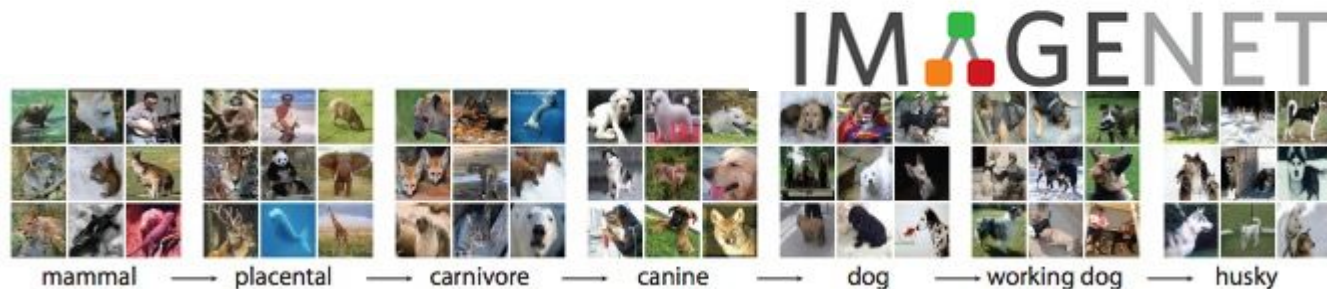 IMAGENET
mammal → placental → carnivore → canine → dog → working dog → husky